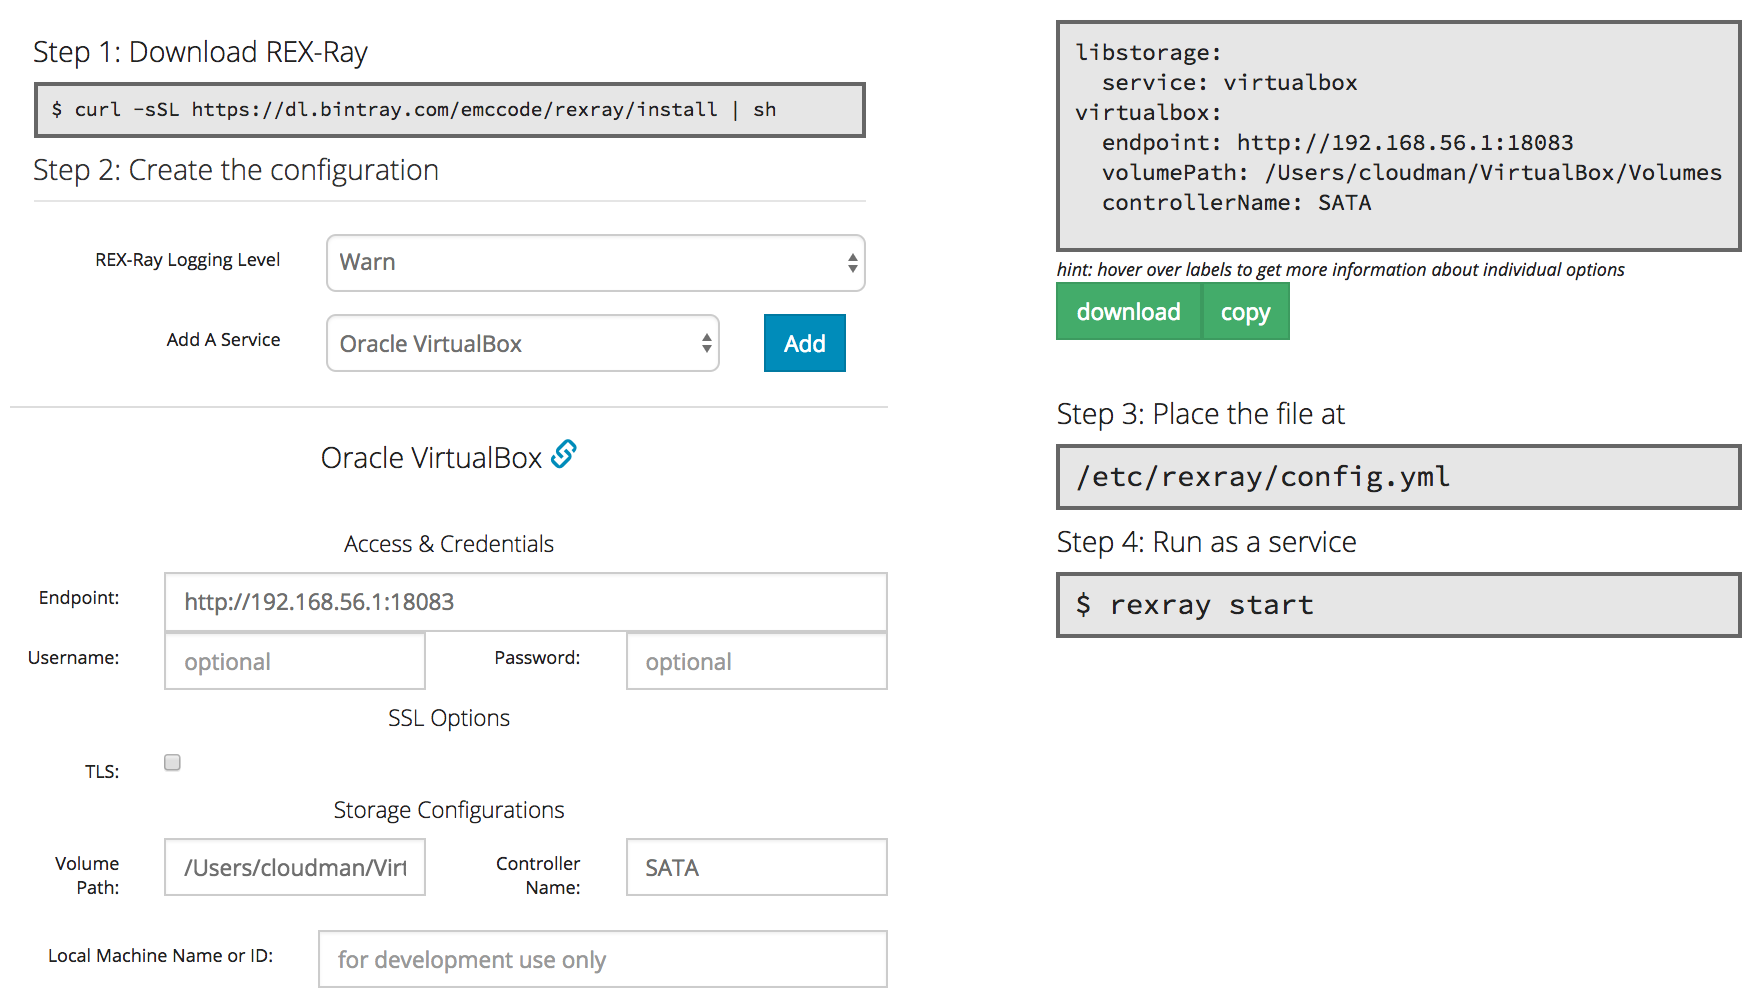 Step 1: Download REX-Ray
$ curl -sSL https://dl.bintray.com/emccode/rexray/install | sh
Step 2: Create the configuration
REX-Ray Logging Level
Warn
Add A Service
Oracle VirtualBox
Add
Oracle VirtualBox
Access & Credentials
Endpoint:
http://192.168.56.1:18083
Username:
optional
Password:
optional
SSL Options
TLS:
Storage Configurations
Volume
Path:
/Users/cloudman/Virt
Controller
Name:
SATA
Local Machine Name or ID:
for development use only
libstorage:
  service: virtualbox
virtualbox:
  endpoint: http://192.168.56.1:18083
  volumePath: /Users/cloudman/VirtualBox/Volumes
  controllerName: SATA
hint: hover over labels to get more information about individual options
download
copy
Step 3: Place the file at
/etc/rexray/config.yml
Step 4: Run as a service
$ rexray start